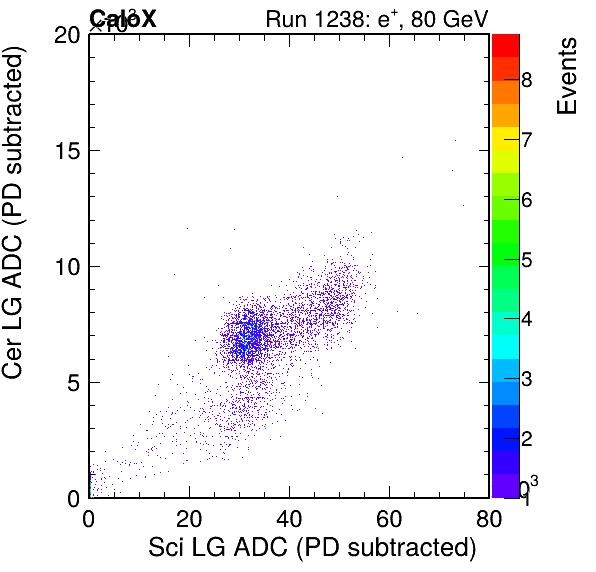 CaloX Run 1238: e+, 80 GeV
×10³
Cer LG ADC (PD subtracted)
20
15
10
5
0
0 20 40 60 80
Sci LG ADC (PD subtracted)
Events
8
7
6
5
4
3
2
1